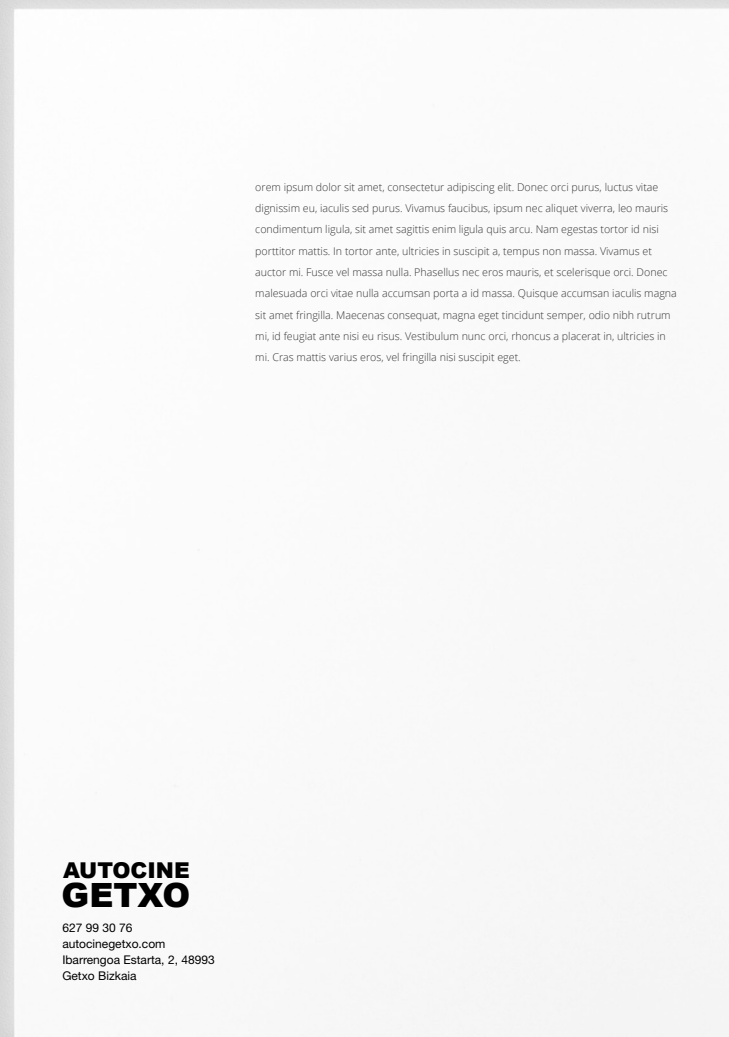 orem ipsum dolor sit amet, consectetur adipiscing elit. Donec orci purus, luctus vitae
dignissim eu, iaculis sed purus. Vivamus faucibus, ipsum nec aliquet viverra, leo mauris
condimentum ligula, sit amet sagittis enim ligula quis arcu. Nam egestas tortor id nisi
porttitor mattis. In tortor ante, ultricies in suscipit a, tempus non massa. Vivamus et
auctor mi. Fusce vel massa nulla. Phasellus nec eros mauris, et scelerisque orci. Donec
malesuada orci vitae nulla accumsan porta a id massa. Quisque accumsan iaculis magna
sit amet fringilla. Maecenas consequat, magna eget tincidunt semper, odio nibh rutrum
mi, id feugiat ante nisi eu risus. Vestibulum nunc orci, rhoncus a placerat in, ultricies in
mi. Cras mattis varius eros, vel fringilla nisi suscipit eget.
AUTOCINE
GETXO
627 99 30 76
autocinegetxo.com
Ibarrengoa Estarta, 2, 48993
Getxo Bizkaia